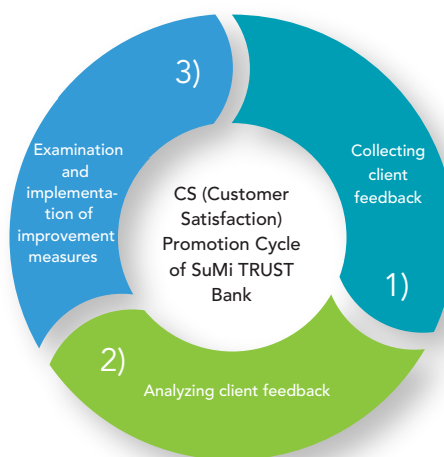 CS (Customer
Satisfaction)
Promotion Cycle
of SuMi TRUST
Bank
Collecting
client
feedback
1)
2)
Analyzing client feedback
3)
Examination
and
implementa-
tion of
improvement
measures